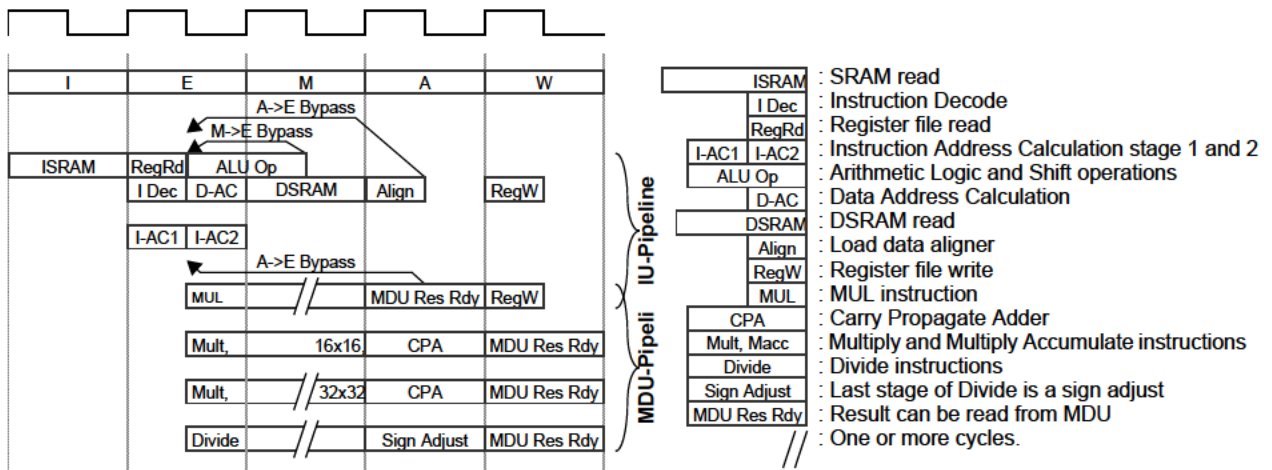 I E M A W
A->E Bypass
M->E Bypass
ISRAM RegRd ALU Op
I Dec D-AC DSRAM Align RegW
I-AC1 I-AC2
A->E Bypass
MUL MDU Res Rdy RegW
Mult, 16x16, CPA MDU Res Rdy
Mult, 32x32 CPA MDU Res Rdy
Divide Sign Adjust MDU Res Rdy
IU-Pipeline
MDU-Pipeli
ISRAM : SRAM read
I Dec : Instruction Decode
RegRd : Register file read
I-AC1 I-AC2 : Instruction Address Calculation stage 1 and 2
ALU Op : Arithmetic Logic and Shift operations
D-AC : Data Address Calculation
DSRAM : DSRAM read
Align : Load data aligner
RegW : Register file write
MUL : MUL instruction
CPA : Carry Propagate Adder
Mult, Macc : Multiply and Multiply Accumulate instructions
Divide : Divide instructions
Sign Adjust : Last stage of Divide is a sign adjust
MDU Res Rdy : Result can be read from MDU
// : One or more cycles.